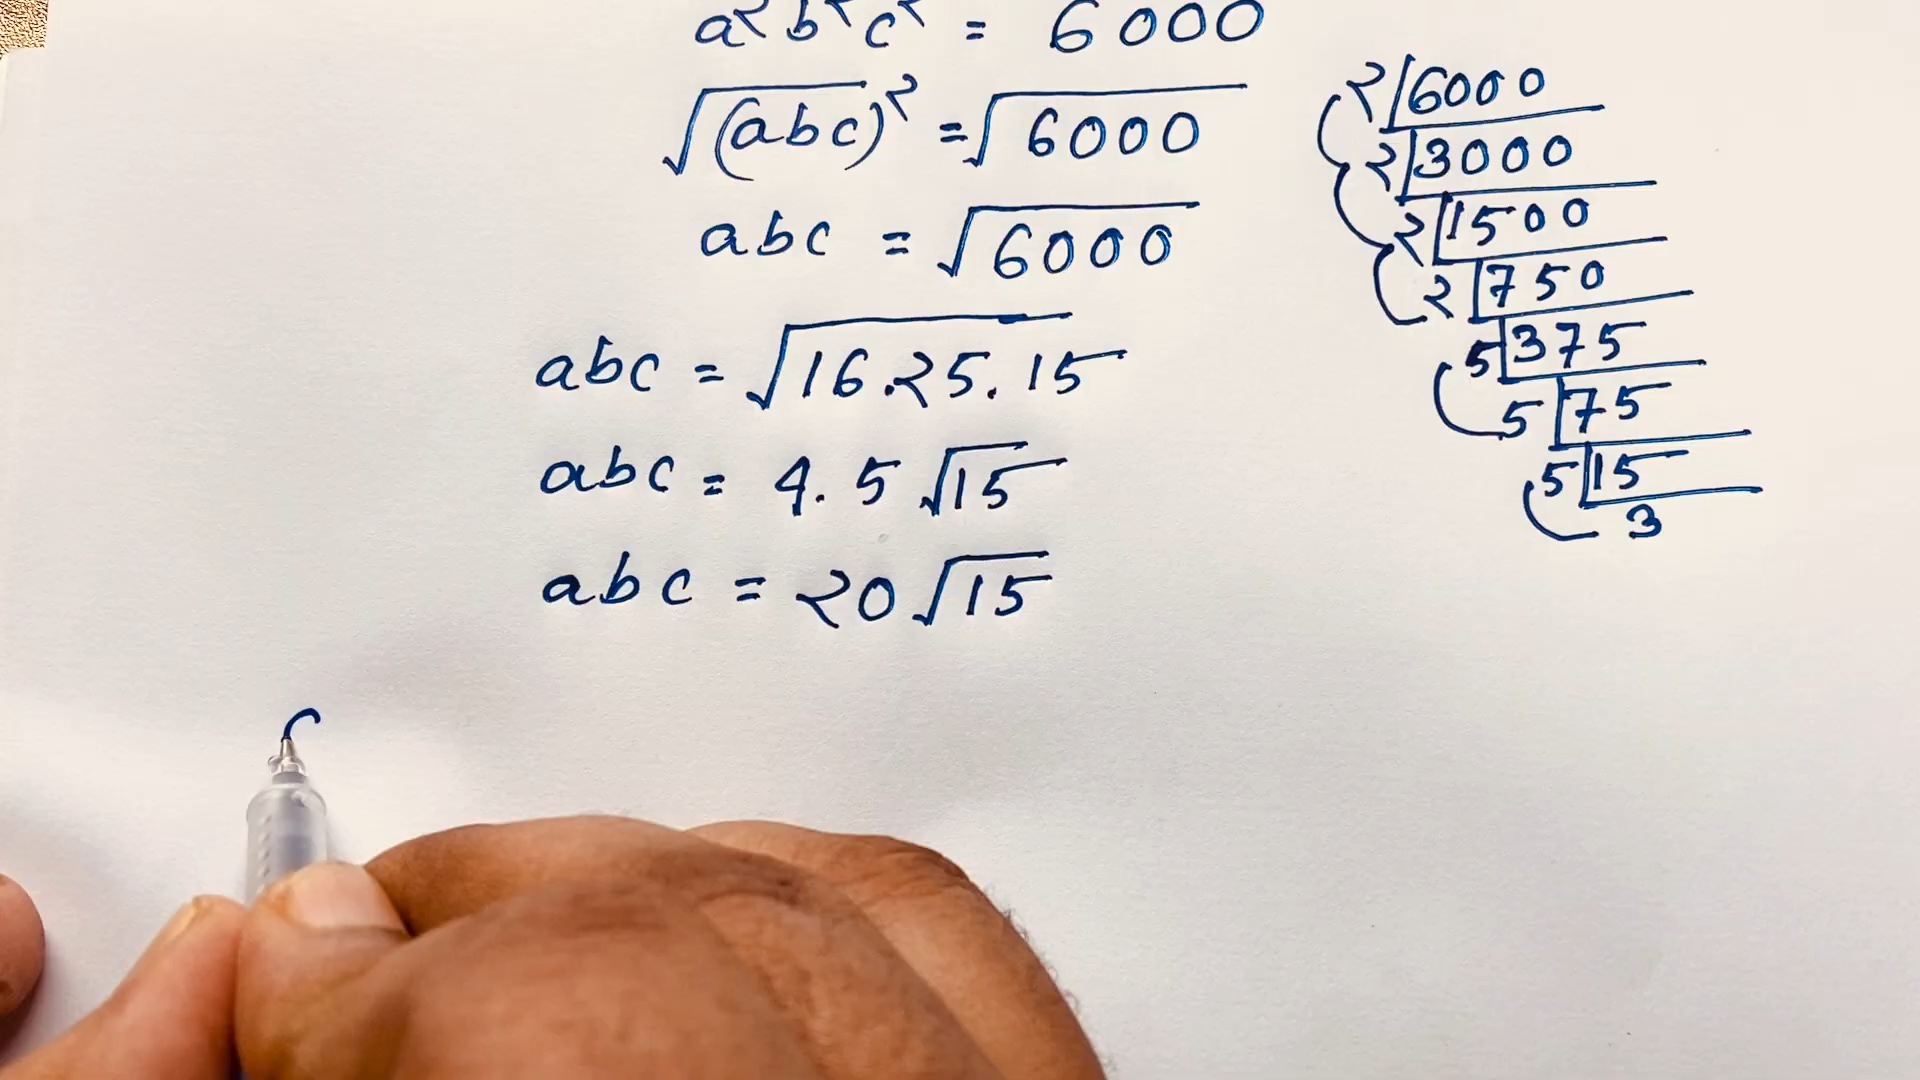 a²b²c² = 6000
√(abc)² = √6000
abc = √6000
abc = √16.25.15
abc = 4.5√15
abc = 20√15
2|6000
2|3000
2|1500
2|750
5|375
5|75
5|15
3